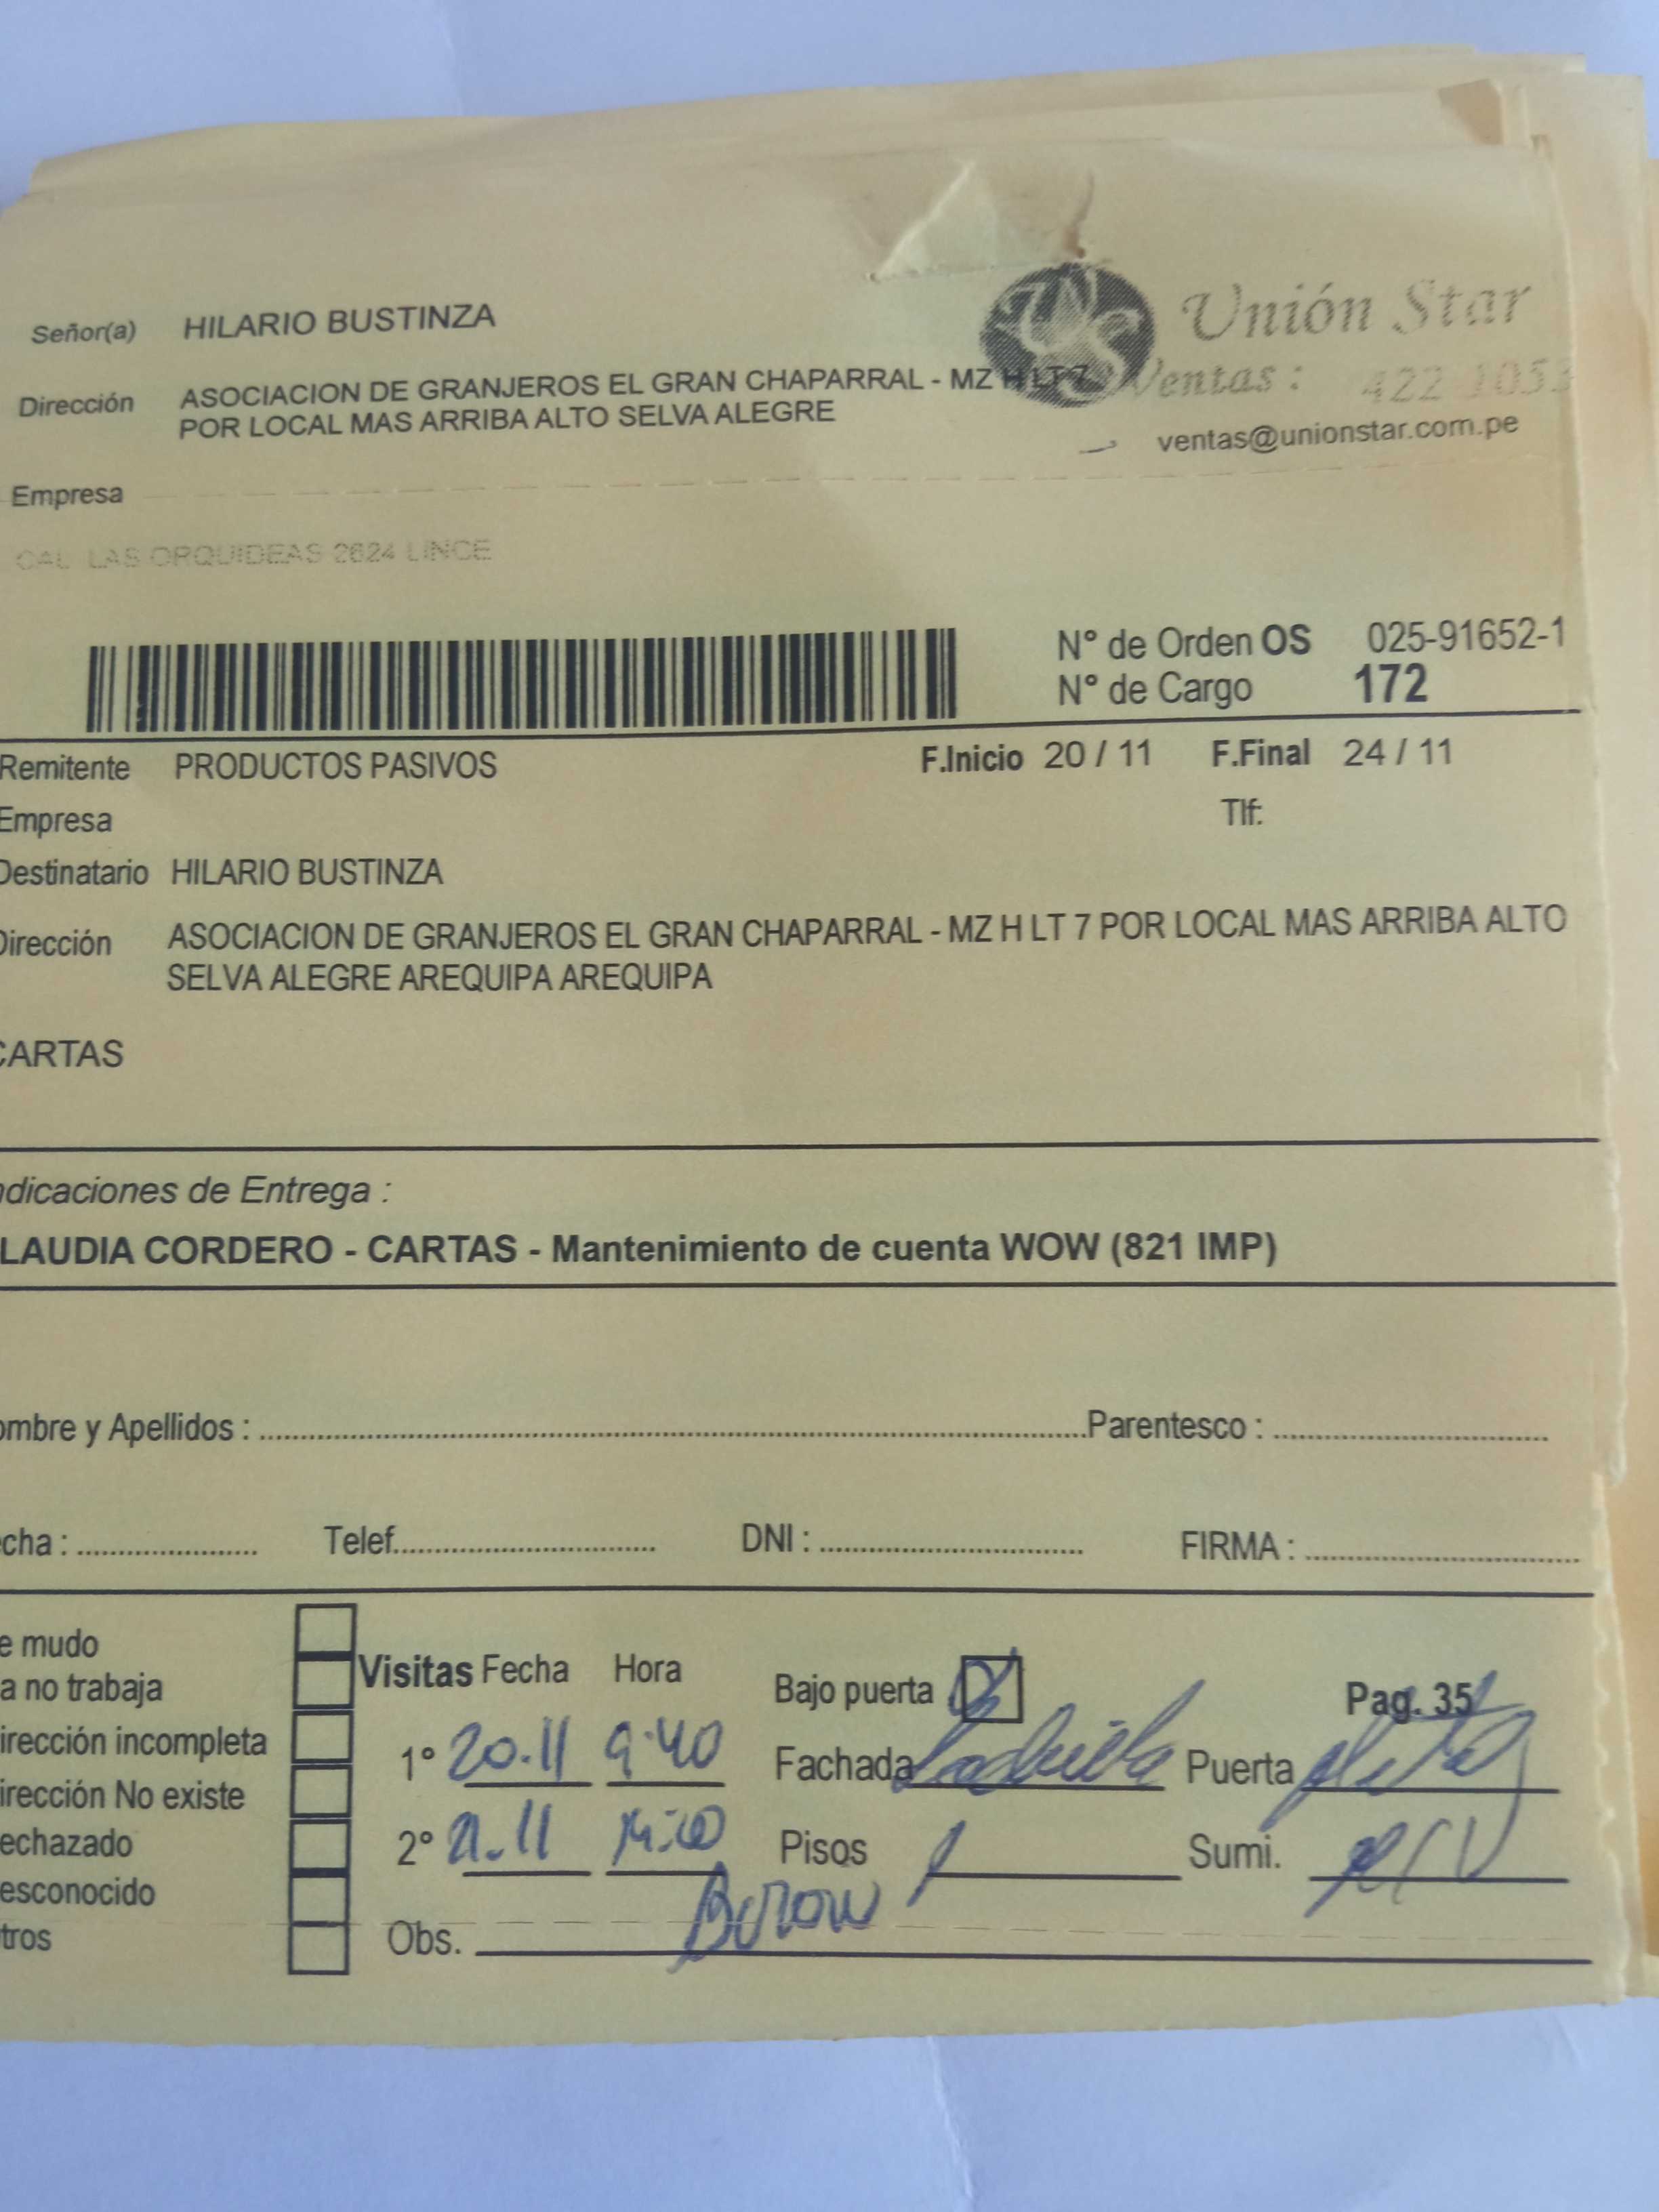 Señor(a) HILARIO BUSTINZA
Unión Star
Dirección ASOCIACION DE GRANJEROS EL GRAN CHAPARRAL - MZ H LT 7
POR LOCAL MAS ARRIBA ALTO SELVA ALEGRE
Ventas : 422 1053
ventas@unionstar.com.pe
Empresa
CAL LAS ORQUIDEAS 2624 LINCE
N° de Orden OS 025-91652-1
N° de Cargo 172
Remitente PRODUCTOS PASIVOS F.Inicio 20 / 11 F.Final 24 / 11
Empresa Tlf:
Destinatario HILARIO BUSTINZA
Dirección ASOCIACION DE GRANJEROS EL GRAN CHAPARRAL - MZ H LT 7 POR LOCAL MAS ARRIBA ALTO
SELVA ALEGRE AREQUIPA AREQUIPA
CARTAS
ndicaciones de Entrega :
LAUDIA CORDERO - CARTAS - Mantenimiento de cuenta WOW (821 IMP)
ombre y Apellidos : Parentesco :
cha : Telef. DNI : FIRMA :
e mudo
a no trabaja
irección incompleta
irección No existe
echazado
esconocido
tros
Visitas Fecha Hora Bajo puerta Pag. 35
1° 20.11 9:40 Fachada Ladrillo Puerta
2° 21.11 Pisos 1 Sumi.
Obs.